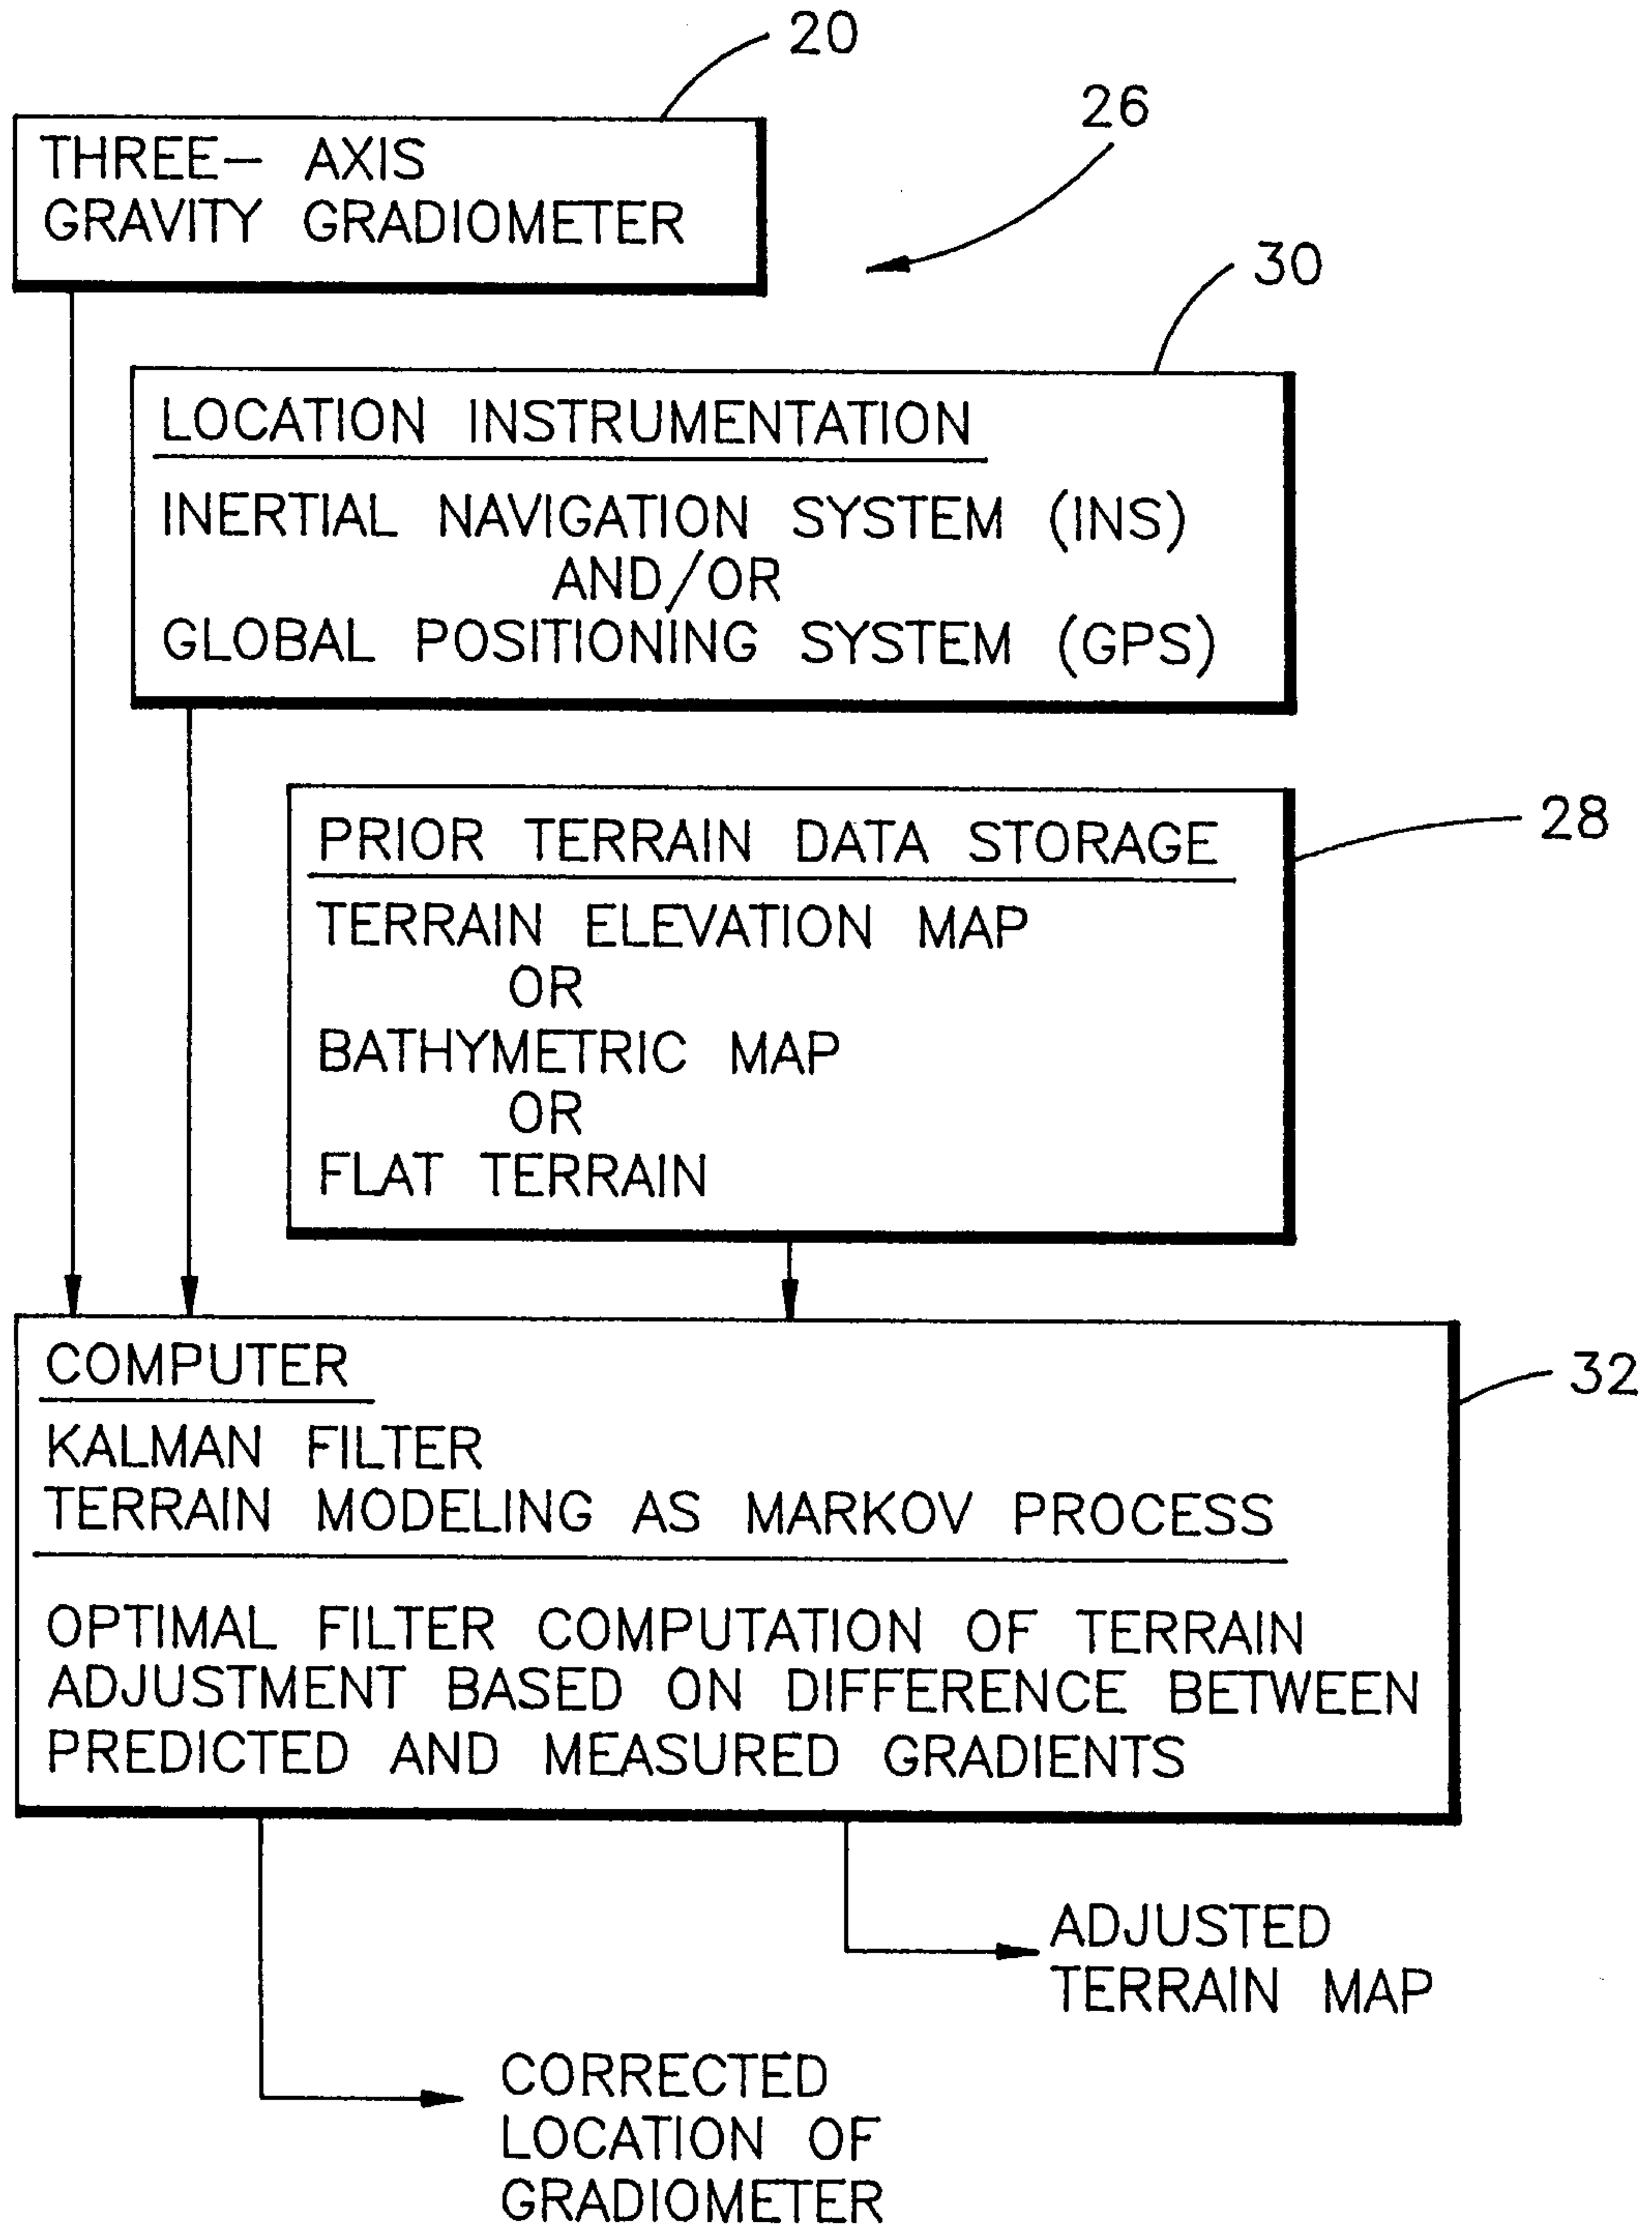 20
THREE- AXIS
GRAVITY GRADIOMETER
26
30
LOCATION INSTRUMENTATION
INERTIAL NAVIGATION SYSTEM (INS)
AND/OR
GLOBAL POSITIONING SYSTEM (GPS)
28
PRIOR TERRAIN DATA STORAGE
TERRAIN ELEVATION MAP
OR
BATHYMETRIC MAP
OR
FLAT TERRAIN
32
COMPUTER
KALMAN FILTER
TERRAIN MODELING AS MARKOV PROCESS
OPTIMAL FILTER COMPUTATION OF TERRAIN
ADJUSTMENT BASED ON DIFFERENCE BETWEEN
PREDICTED AND MEASURED GRADIENTS
ADJUSTED
TERRAIN MAP
CORRECTED
LOCATION OF
GRADIOMETER